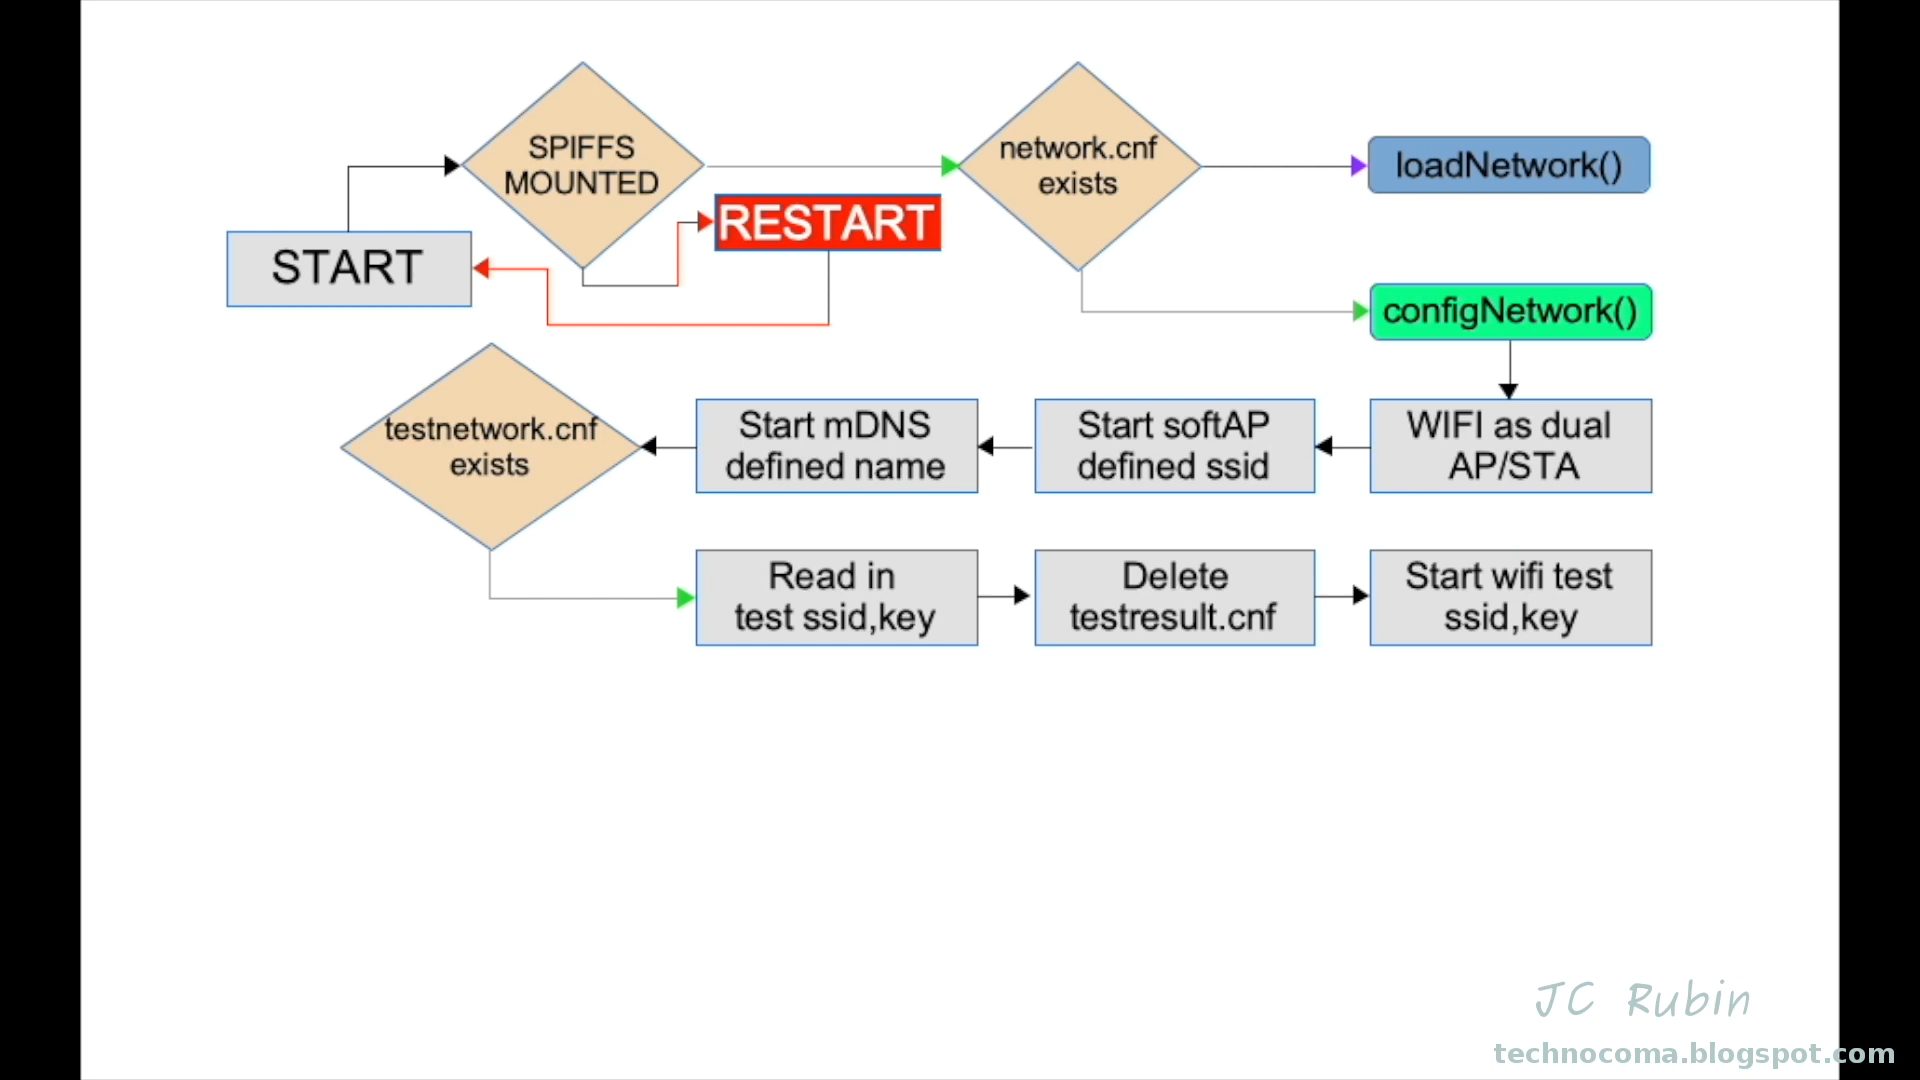 SPIFFS
MOUNTED
network.cnf
exists
loadNetwork()
RESTART
START
configNetwork()
testnetwork.cnf
exists
Start mDNS
defined name
Start softAP
defined ssid
WIFI as dual
AP/STA
Read in
test ssid,key
Delete
testresult.cnf
Start wifi test
ssid,key
JC Rubin
technocoma.blogspot.com